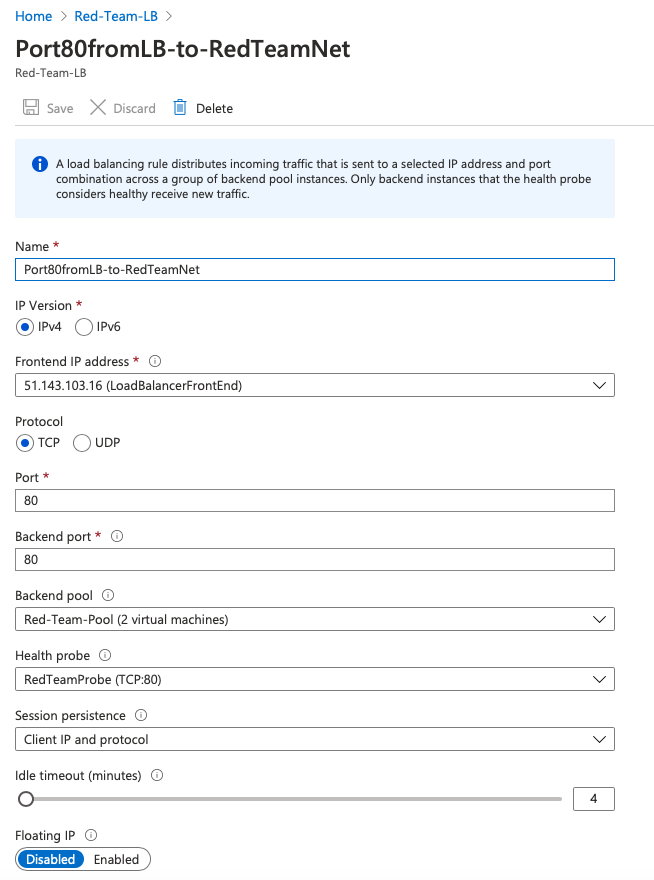 Home > Red-Team-LB >
Port80fromLB-to-RedTeamNet
Red-Team-LB
Save Discard Delete
A load balancing rule distributes incoming traffic that is sent to a selected IP address and port
combination across a group of backend pool instances. Only backend instances that the health probe
considers healthy receive new traffic.
Name *
Port80fromLB-to-RedTeamNet
IP Version *
IPv4 IPv6
Frontend IP address *
51.143.103.16 (LoadBalancerFrontEnd)
Protocol
TCP UDP
Port *
80
Backend port *
80
Backend pool
Red-Team-Pool (2 virtual machines)
Health probe
RedTeamProbe (TCP:80)
Session persistence
Client IP and protocol
Idle timeout (minutes)
4
Floating IP
Disabled Enabled